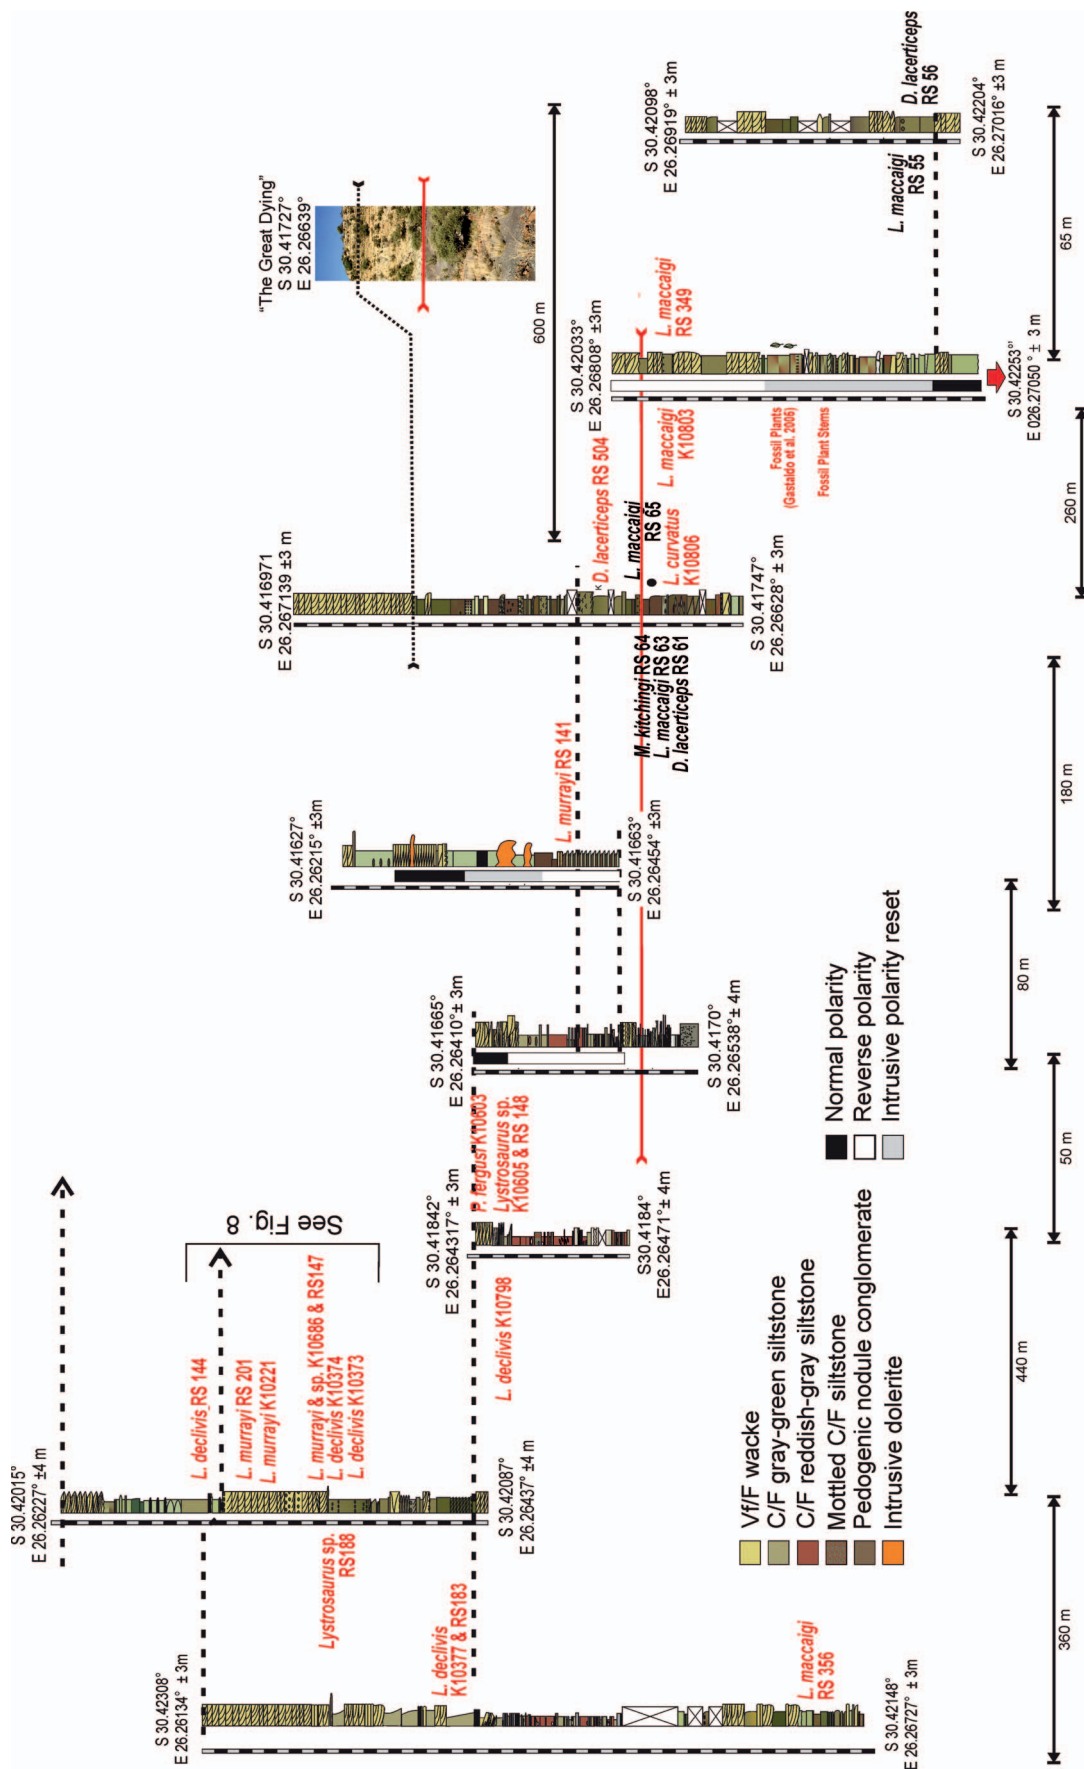 "The Great Dying"
S 30.41727°
E 26.26639°
600 m
S 30.42098°
E 26.26919° ± 3m
D. lacerticeps
RS 56
L. maccaigi
RS 55
S 30.42204°
E 26.27016° ±3 m
65 m
S 30.42033°
E 26.26808° ±3m
L. maccaigi
RS 349
L. maccaigi
K10803
Fossil Plants
(Gastaldo et al. 2006)
Fossil Plant Stems
S 30.42253°'
E 026.27050 ° ± 3 m
260 m
S 30.416971
E 26.267139 ±3 m
K
D. lacerticeps RS 504
L. maccaigi
RS 65
L. curvatus
K10806
M. kitchingi RS 64
L. maccaigi RS 63
D. lacerticeps RS 61
S 30.41747°
E 26.26628° ± 3m
180 m
L. murrayi RS 141
S 30.41627°
E 26.26215° ±3m
S 30.41663°
E 26.26454° ±3m
80 m
S 30.41665°
E 26.26410°± 3m
S 30.4170°
E 26.26538°± 4m
50 m
P. fergusi K10603
Lystrosaurus sp.
K10605 & RS 148
S 30.41842°
E 26.264317° ± 3m
S30.4184°
E26.26471°± 4m
L. declivis K10798
440 m
See Fig. 8
L. declivis RS 144
L. murrayi RS 201
L. murrayi K10221
L. murrayi & sp. K10686 & RS147
L. declivis K10374
L. declivis K10373
S 30.42015°
E 26.26227° ±4 m
S 30.42087°
E 26.26437° ±4 m
Lystrosaurus sp.
RS188
L. declivis
K10377 & RS183
L. maccaigi
RS 356
360 m
S 30.42308°
E 26.26134° ± 3m
S 30.42148°
E 26.26727° ± 3m
Vf/F wacke
C/F gray-green siltstone
C/F reddish-gray siltstone
Mottled C/F siltstone
Pedogenic nodule conglomerate
Intrusive dolerite
Normal polarity
Reverse polarity
Intrusive polarity reset